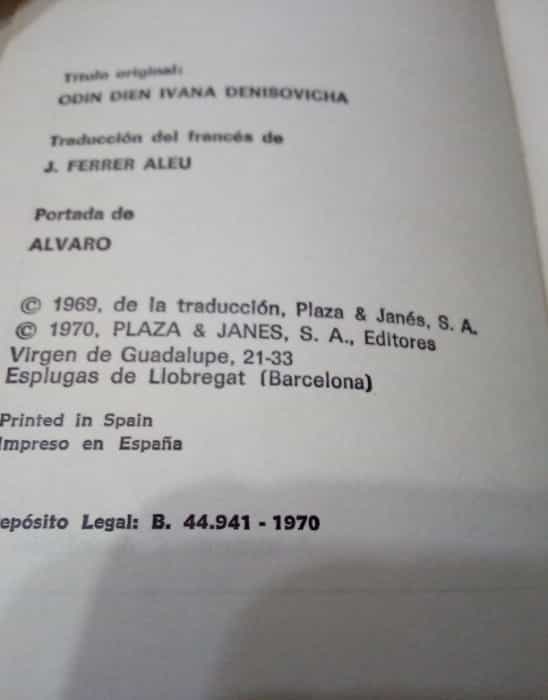 Título original:
ODIN DIEN IVANA DENISOVICHA
Traducción del francés de
J. FERRER ALEU
Portada de
ALVARO
© 1969, de la traducción, Plaza & Janés, S. A.
© 1970, PLAZA & JANES, S. A., Editores
Virgen de Guadalupe, 21-33
Esplugas de Llobregat (Barcelona)
Printed in Spain
Impreso en España
epósito Legal: B. 44.941 - 1970